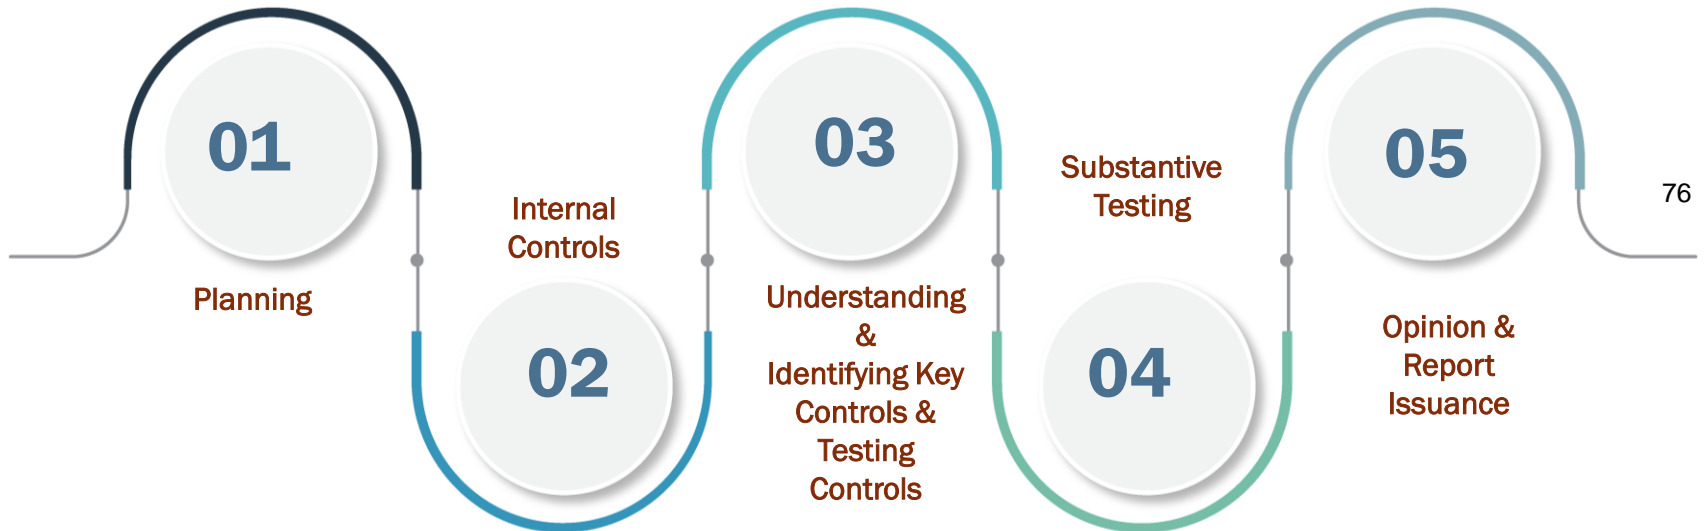 01
Planning
Internal
Controls
02
03
Understanding
&
Identifying Key
Controls &
Testing
Controls
Substantive
Testing
04
05
Opinion &
Report
Issuance
76